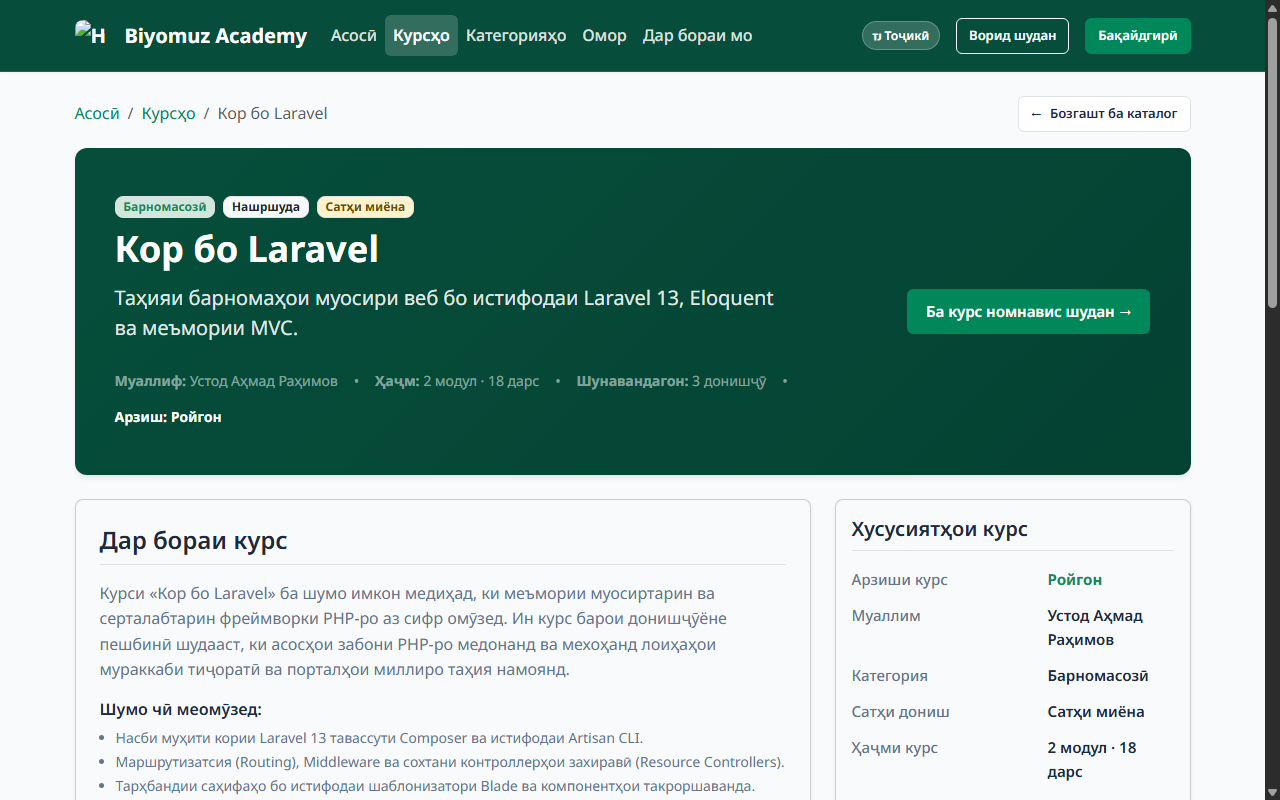 H Biyomuz Academy Асосӣ Курсҳо Категорияҳо Омор Дар бораи мо TJ Тоҷикӣ Ворид шудан Бақайдгирӣ
Асосӣ / Курсҳо / Кор бо Laravel
← Бозгашт ба каталог
Барномасозӣ Нашршуда Сатҳи миёна
Кор бо Laravel
Таҳияи барномаҳои муосири веб бо истифодаи Laravel 13, Eloquent
ва меъмории MVC.
Ба курс номнавис шудан →
Муаллиф: Устод Аҳмад Раҳимов • Ҳаҷм: 2 модул · 18 дарс • Шунавандагон: 3 донишҷӯ •
Арзиш: Ройгон
Дар бораи курс
Курси «Кор бо Laravel» ба шумо имкон медиҳад, ки меъмории муосиртарин ва
серталабтарин фреймворки PHP-ро аз сифр омӯзед. Ин курс барои донишҷӯёне
пешбинӣ шудааст, ки асосҳои забони PHP-ро медонанд ва мехоҳанд лоиҳаҳои
мураккаби тиҷоратӣ ва порталҳои миллиро таҳия намоянд.
Шумо чӣ меомӯзед:
• Насби муҳити кории Laravel 13 тавассути Composer ва истифодаи Artisan CLI.
• Маршрутизатсия (Routing), Middleware ва сохтани контроллерҳои захиравӣ (Resource Controllers).
• Тарҳбандии саҳифаҳо бо истифодаи шаблонизатори Blade ва компонентҳои такроршаванда.
Хусусиятҳои курс
Арзиши курс Ройгон
Муаллим Устод Аҳмад
Раҳимов
Категория Барномасозӣ
Сатҳи дониш Сатҳи миёна
Ҳаҷми курс 2 модул · 18
дарс